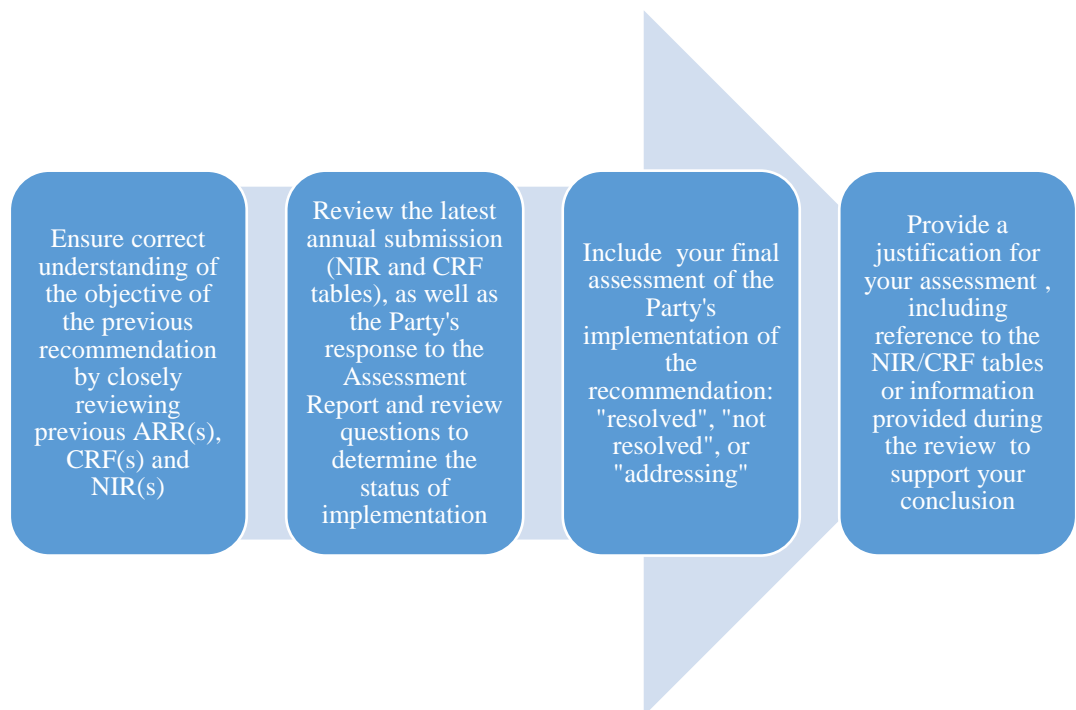 Ensure correct
understanding of
the objective of
the previous
recommendation
by closely
reviewing
previous ARR(s),
CRF(s) and
NIR(s)
Review the latest
annual submission
(NIR and CRF
tables), as well as
the Party's
response to the
Assessment
Report and review
questions to
determine the
status of
implementation
Include  your final
assessment of the
Party's
implementation of
the
recommendation:
"resolved", "not
resolved", or
"addressing"
Provide a
justification for
your assessment ,
including
reference to the
NIR/CRF tables
or information
provided during
the review  to
support your
conclusion